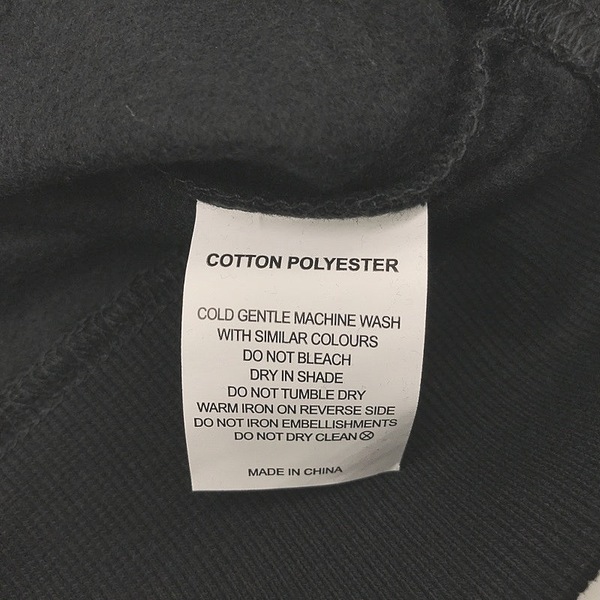 COTTON POLYESTER
COLD GENTLE MACHINE WASH
WITH SIMILAR COLOURS
DO NOT BLEACH
DRY IN SHADE
DO NOT TUMBLE DRY
WARM IRON ON REVERSE SIDE
DO NOT IRON EMBELLISHMENTS
DO NOT DRY CLEAN
MADE IN CHINA